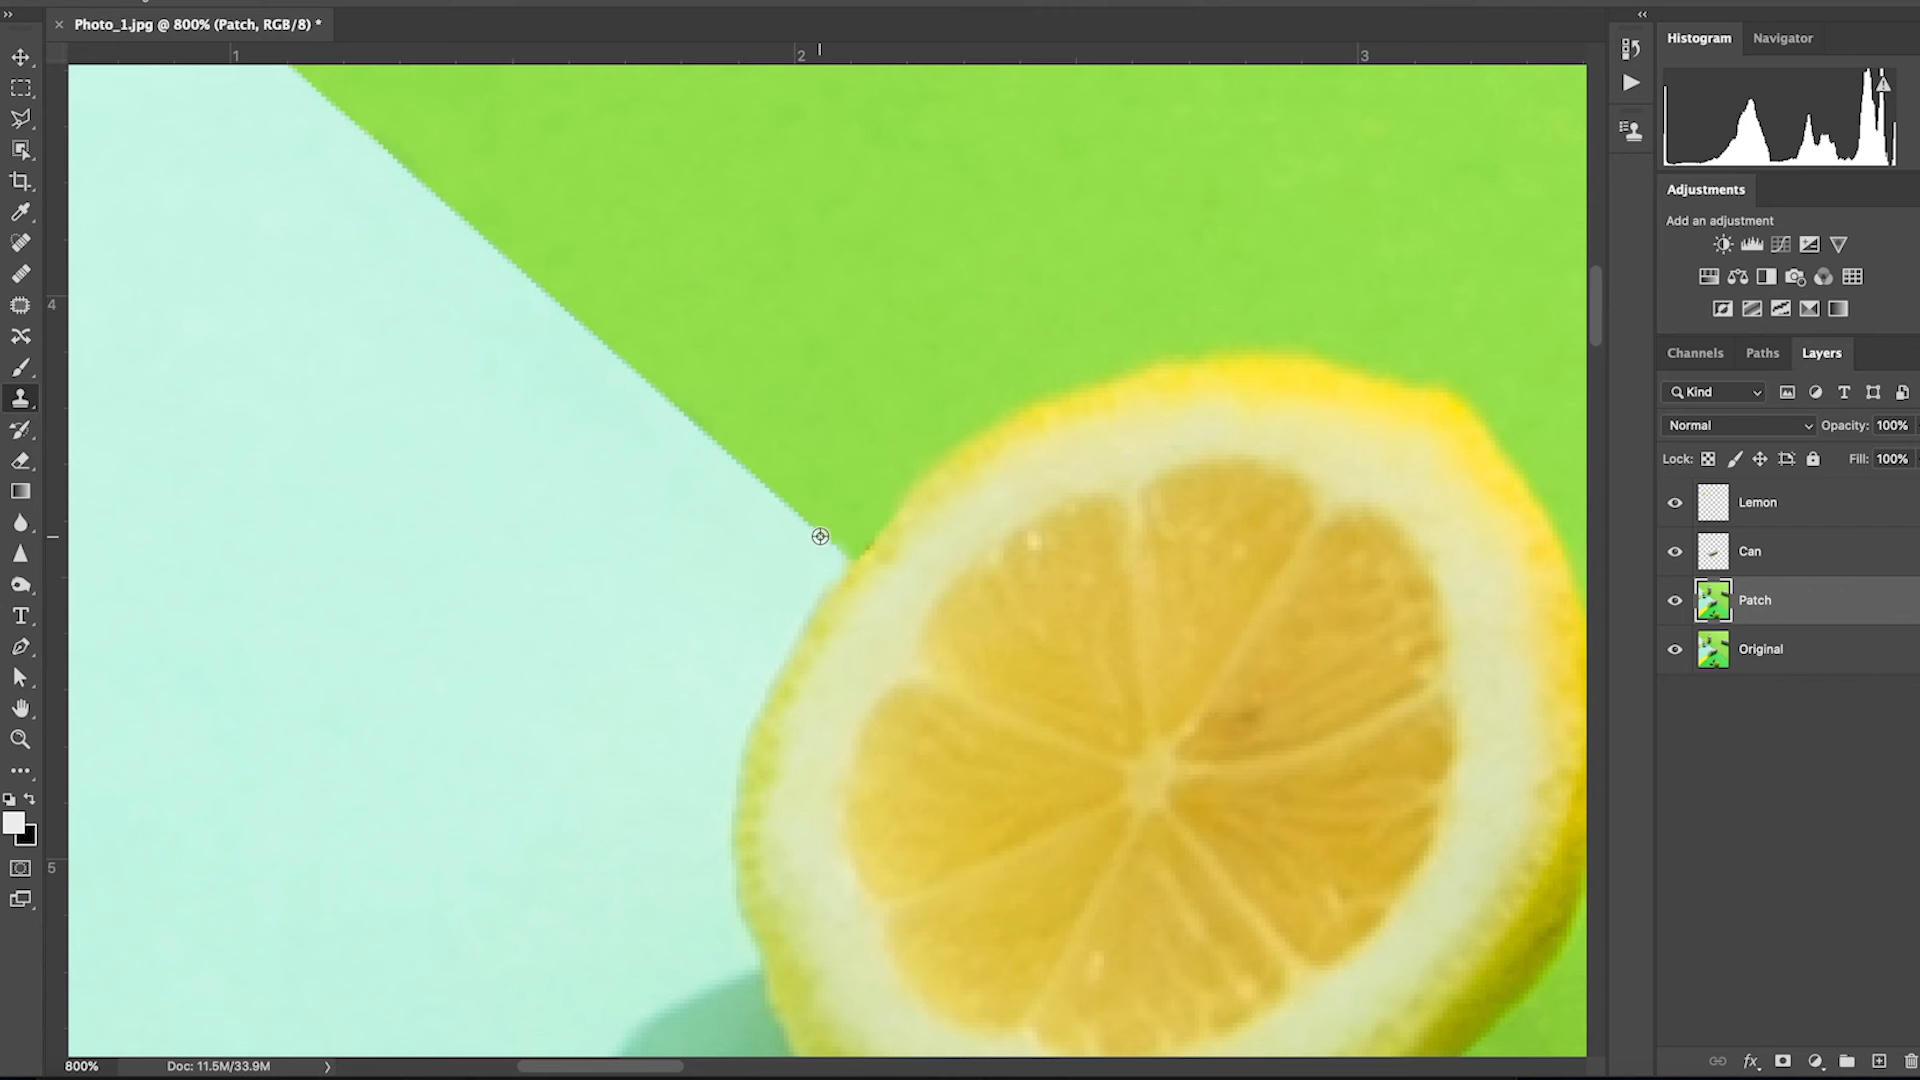 Photo_1.jpg @ 800% (Patch, RGB/8) *
1
2
3
4
5
Histogram
Navigator
Adjustments
Add an adjustment
Channels
Paths
Layers
Kind
Normal
Opacity: 100%
Lock:
Fill: 100%
Lemon
Can
Patch
Original
800%
Doc: 11.5M/33.9M
fx